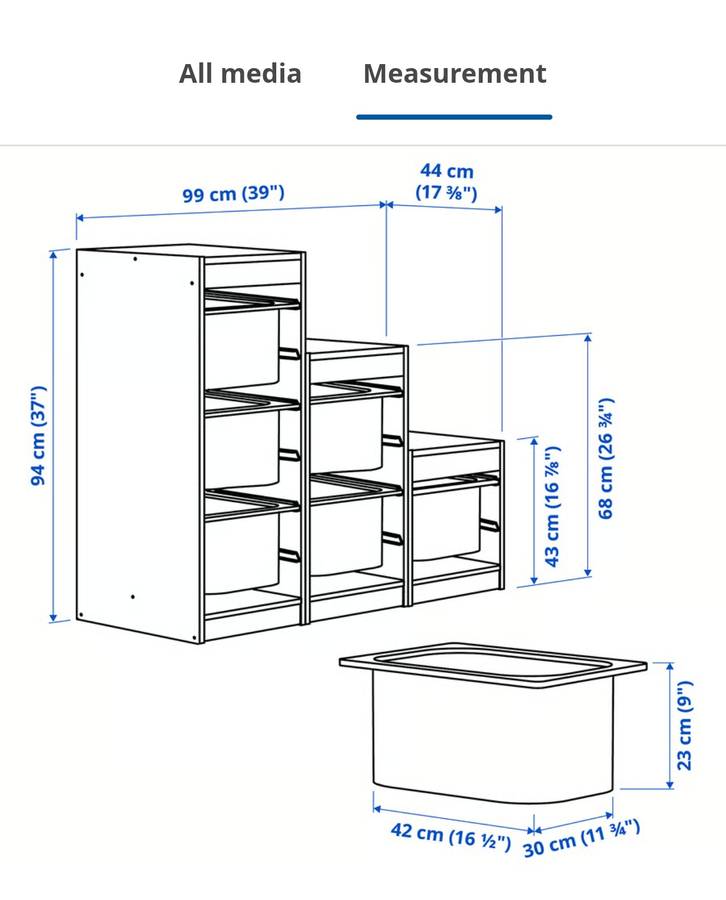 All media
Measurement
44 cm
(17 ⅜")
99 cm (39")
94 cm (37")
43 cm (16 ⅞")
68 cm (26 ¾")
23 cm (9")
42 cm (16 ½")
30 cm (11 ¾")